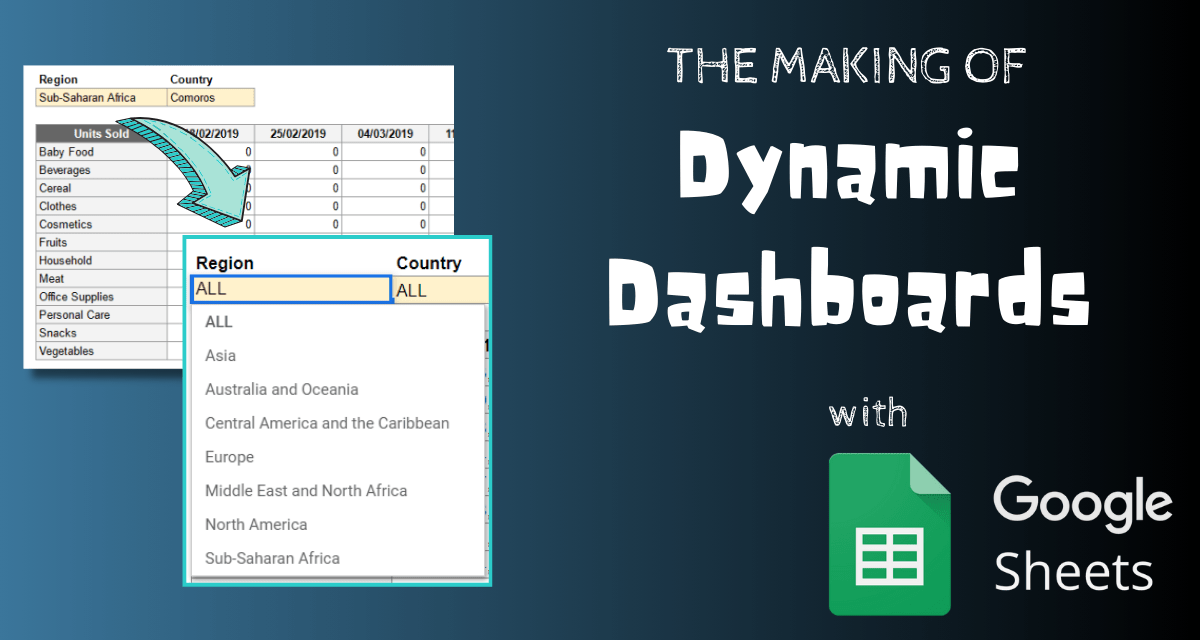 Region Country
Sub-Saharan Africa Comoros
Units Sold /02/2019 25/02/2019 04/03/2019 11
Baby Food 0 0 0
Beverages 0 0
Cereal 0 0
Clothes 0 0 0
Cosmetics 0 0 0
Fruits
Household
Meat
Office Supplies
Personal Care
Snacks
Vegetables
Region Country
ALL ALL
ALL
Asia
Australia and Oceania
Central America and the Caribbean
Europe
Middle East and North Africa
North America
Sub-Saharan Africa
THE MAKING OF
Dynamic
Dashboards
with
Google
Sheets